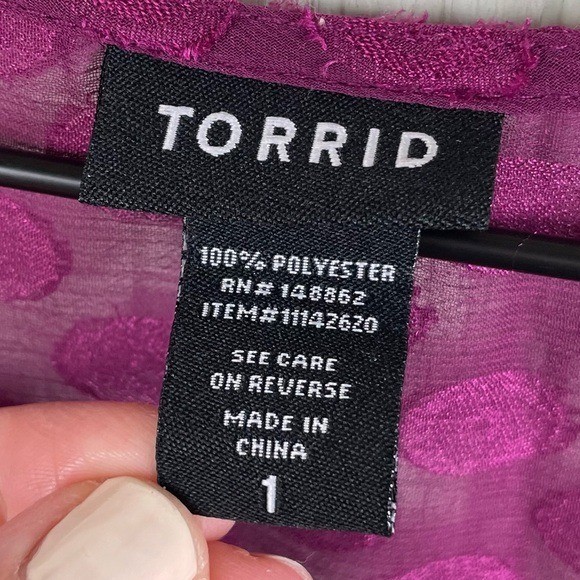 TORRID
100% POLYESTER
RN# 148862
ITEM#11142620
SEE CARE
ON REVERSE
MADE IN
CHINA
1